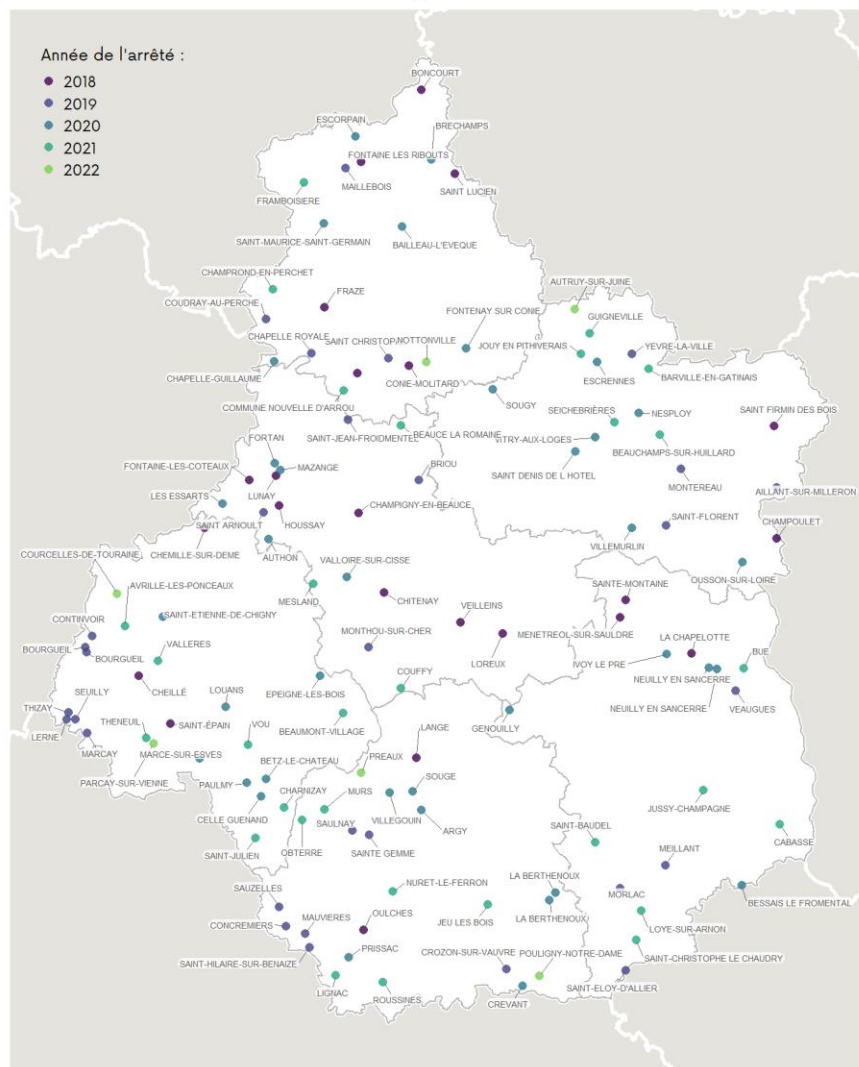 Année de l'arrêté :
2018
2019
2020
2021
2022
BONCOURT
ESCORPAIN
BRECHAMPS
FONTAINE LES RIBOUTS
MAILLEBOIS
SAINT LUCIEN
FRAMBOISIERE
SAINT-MAURICE-SAINT-GERMAIN
BAILLEAU-L'EVEQUE
CHAMPROND-EN-PERCHET
AUTRUY-SUR-JUINE
COUDRAY-AU-PERCHE
FRAZE
FONTENAY SUR CONIE
GUIGNEVILLE
CHAPELLE ROYALE
SAINT CHRISTOPH
NOTTONVILLE
JOUY EN PITHIVERAIS
YEVRE-LA-VILLE
CHAPELLE-GUILLAUME
CONIE-MOLITARD
ESCRENNES
BARVILLE-EN-GATINAIS
COMMUNE NOUVELLE D'ARROU
SOUGY
SEICHEBRIÈRES
NESPLOY
SAINT FIRMIN DES BOIS
SAINT-JEAN-FROIDMENTEL
BEAUCE LA ROMAINE
FORTAN
VITRY-AUX-LOGES
BEAUCHAMPS-SUR-HUILLARD
FONTAINE-LES-COTEAUX
MAZANGE
BRIOU
SAINT DENIS DE L HOTEL
MONTEREAU
AILLANT-SUR-MILLERON
LES ESSARTS
LUNAY
CHAMPIGNY-EN-BEAUCE
SAINT-FLORENT
SAINT ARNOULT
HOUSSAY
CHAMPOULET
COURCELLES-DE-TOURAINE
CHEMILLE-SUR-DEME
AUTHON
VALLOIRE-SUR-CISSE
VILLEMURLIN
OUSSON-SUR-LOIRE
AVRILLE-LES-PONCEAUX
MESLAND
CHITENAY
SAINTE-MONTAINE
SAINT-ETIENNE-DE-CHIGNY
VEILLEINS
CONTINVOIR
MENETREOL-SUR-SAULDRE
LA CHAPELOTTE
BOURGUEIL
VALLERES
MONTHOU-SUR-CHER
BOURGUEIL
LOREUX
IVOY LE PRE
BUE
CHEILLÉ
COUFFY
NEUILLY EN SANCERRE
THIZAY
SEUILLY
LOUANS
EPEIGNE-LES-BOIS
NEUILLY EN SANCERRE
VEAUGUES
THENEUIL
SAINT-ÉPAIN
VOU
BEAUMONT-VILLAGE
GENOUILLY
LERNE
LANGE
MARCAY
MARCE-SUR-ESVES
BETZ-LE-CHATEAU
PREAUX
PARCAY-SUR-VIENNE
PAULMY
SOUGE
CHARNIZAY
MURS
JUSSY-CHAMPAGNE
CELLE GUENAND
SAULNAY
VILLEGOUIN
ARGY
SAINT-BAUDEL
CABASSE
SAINT-JULIEN
OBTERRE
SAINTE GEMME
MEILLANT
LA BERTHENOUX
NURET-LE-FERRON
SAUZELLES
MORLAC
BESSAIS LE FROMENTAL
CONCREMIERS
MAUVIERES
OULCHES
JEU LES BOIS
LA BERTHENOUX
LOYE-SUR-ARNON
PRISSAC
CROZON-SUR-VAUVRE
POULIGNY-NOTRE-DAME
SAINT-CHRISTOPHE LE CHAUDRY
SAINT-HILAIRE-SUR-BENAIZE
LIGNAC
ROUSSINES
CREVANT
SAINT-ELOY-D'ALLIER